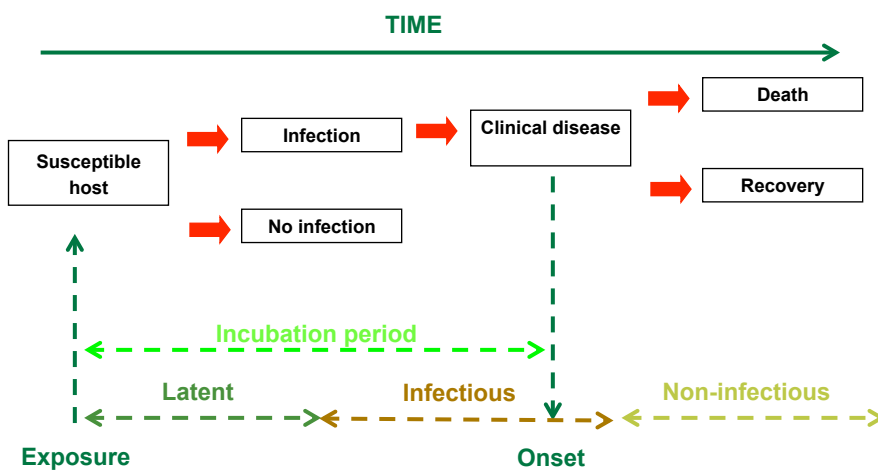 TIME
Death
Clinical disease
Infection
Susceptible
host
Recovery
No infection
Incubation period
Latent
Infectious
Non-infectious
Exposure
Onset